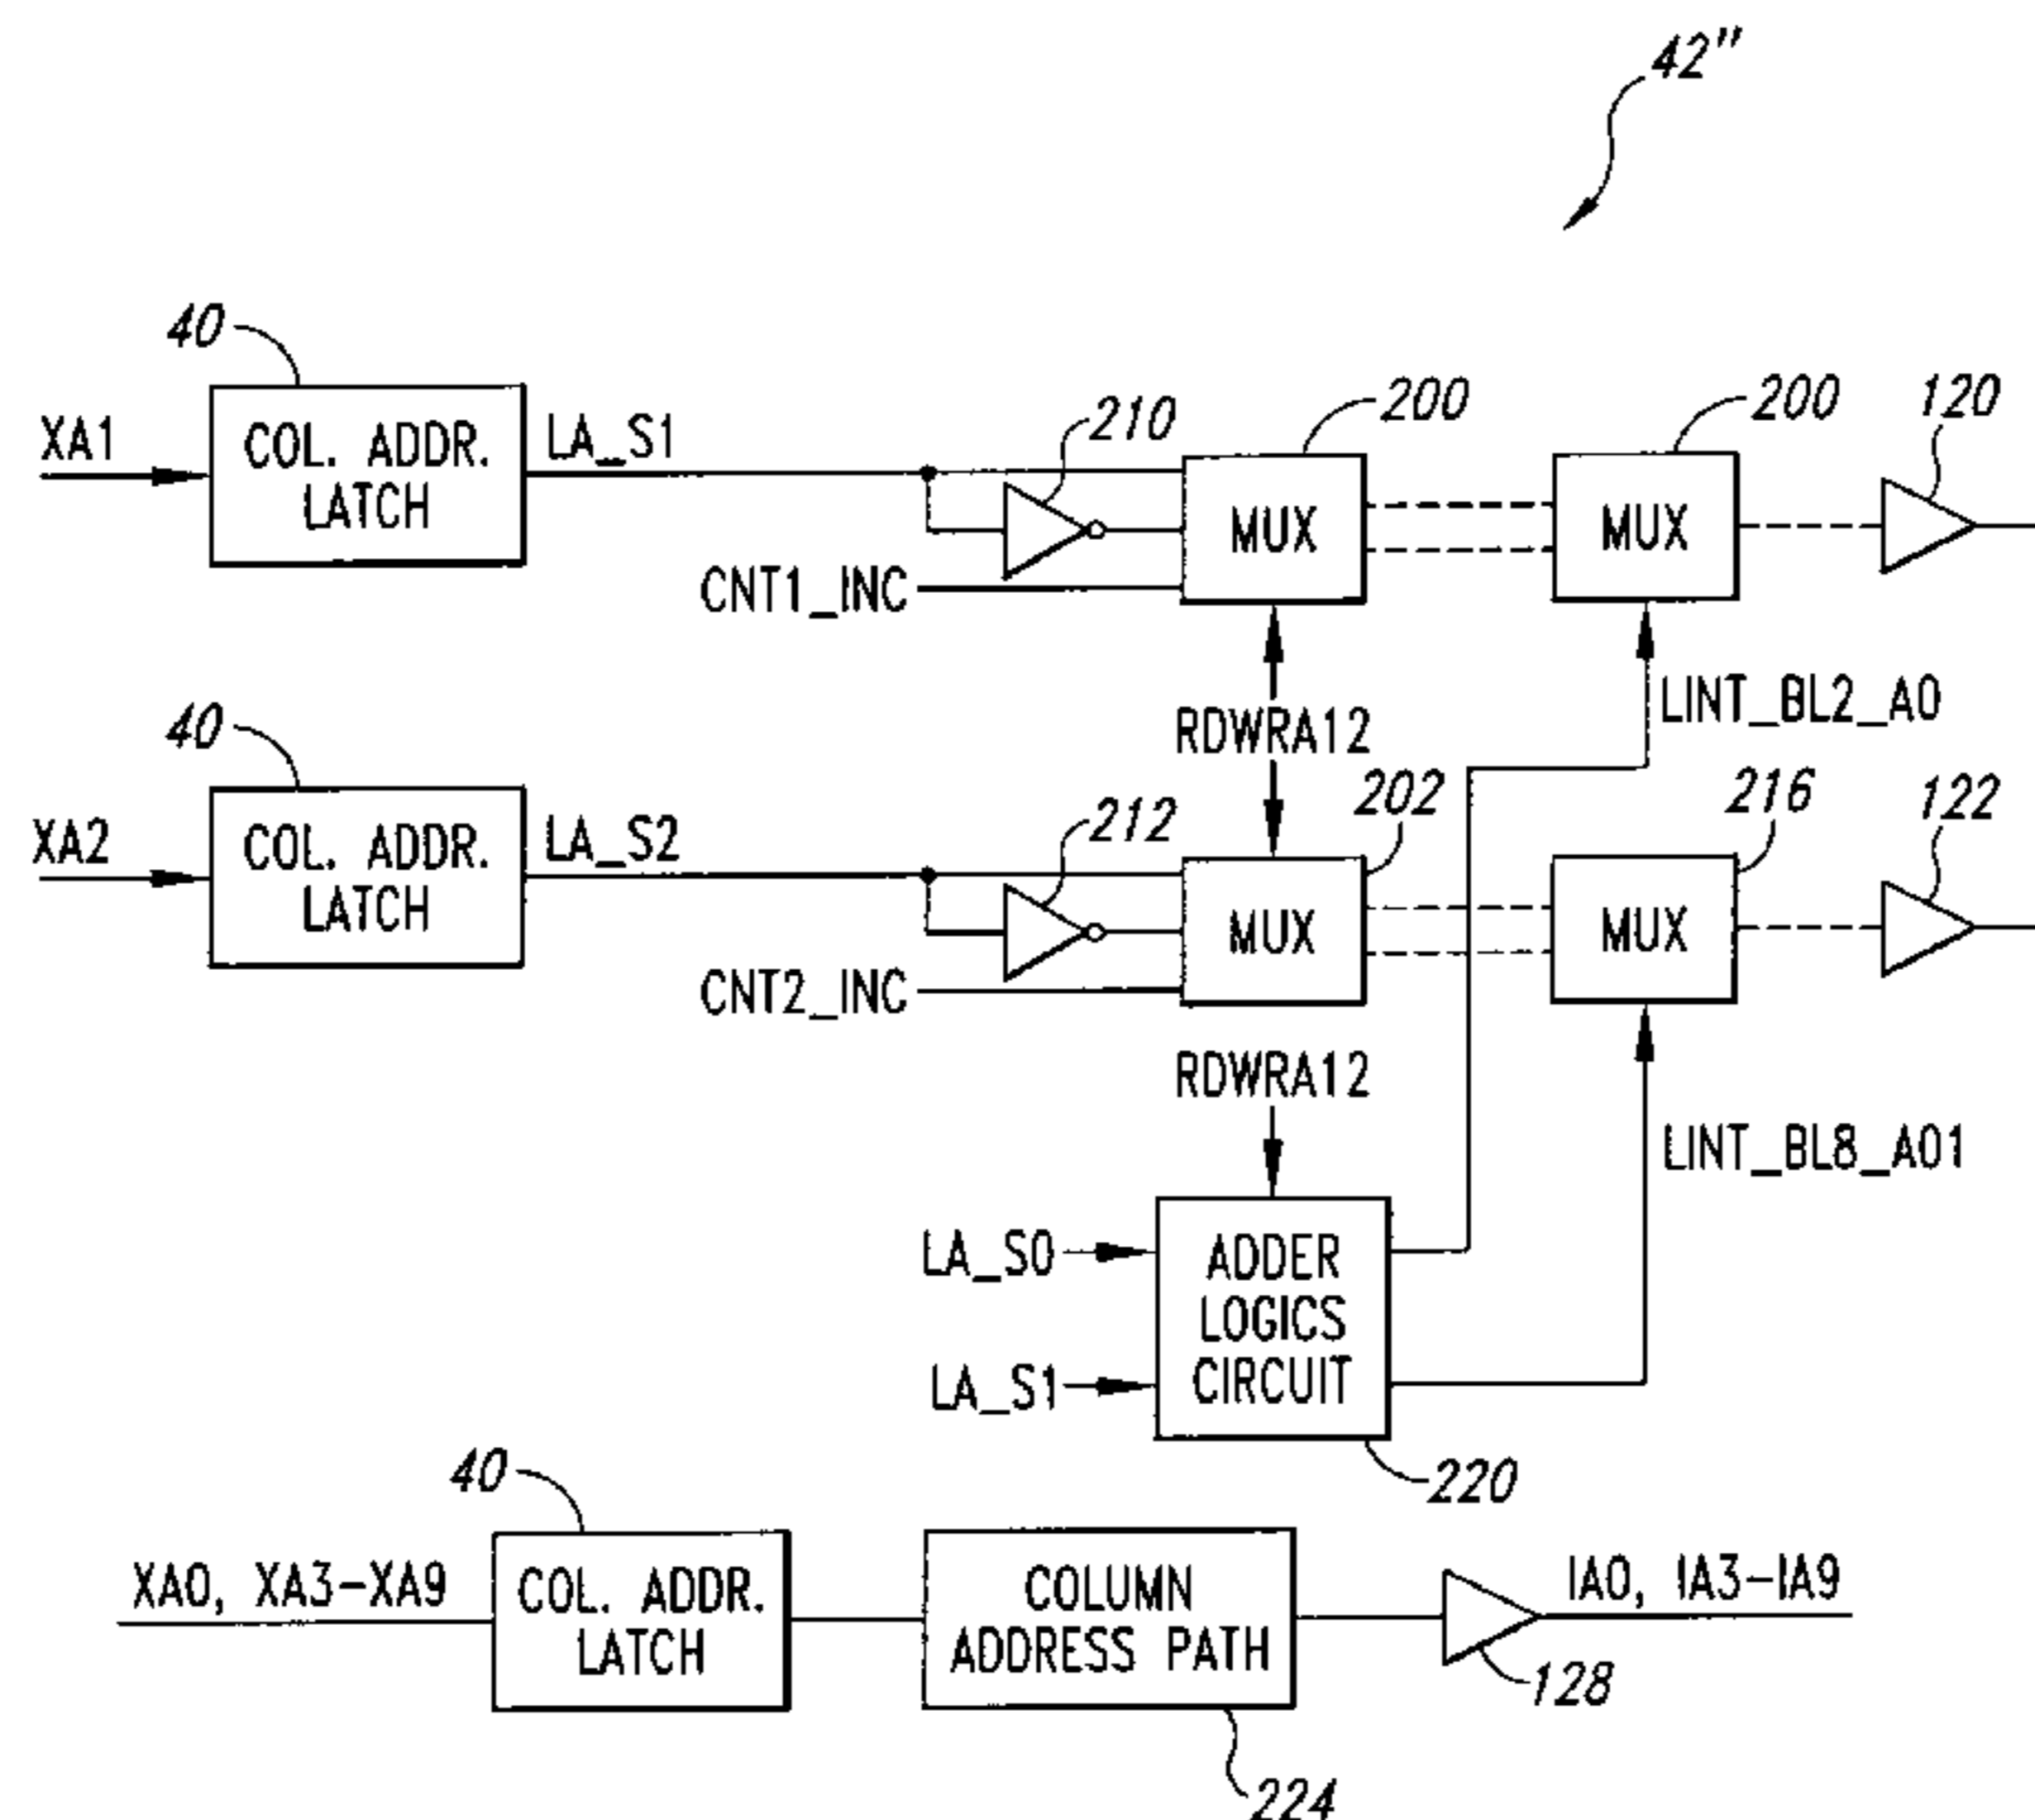 42"
40
200
200
120
XA1
COL. ADDR.
LATCH
LA_S1
210
MUX
MUX
CNT1_INC
RDWRA12
LINT_BL2_A0
40
202
216
122
XA2
COL. ADDR.
LATCH
LA_S2
212
MUX
MUX
CNT2_INC
RDWRA12
LINT_BL8_A01
LA_S0
LA_S1
ADDER
LOGICS
CIRCUIT
220
40
XA0, XA3-XA9
COL. ADDR.
LATCH
COLUMN
ADDRESS PATH
IA0, IA3-IA9
128
224